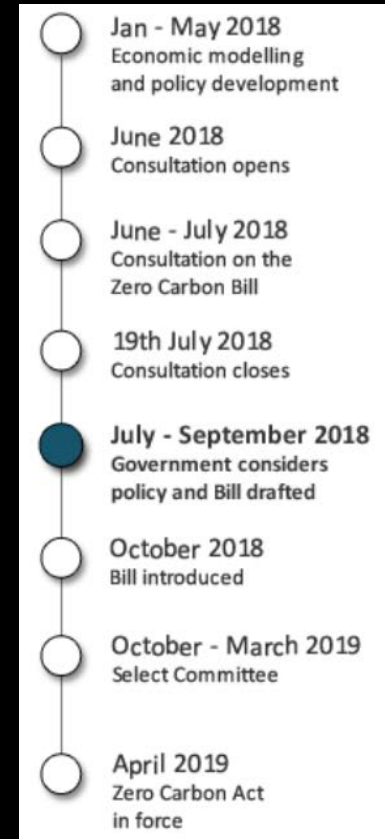 Jan - May 2018
Economic modelling
and policy development
June 2018
Consultation opens
June - July 2018
Consultation on the
Zero Carbon Bill
19th July 2018
Consultation closes
July - September 2018
Government considers
policy and Bill drafted
October 2018
Bill introduced
October - March 2019
Select Committee
April 2019
Zero Carbon Act
in force